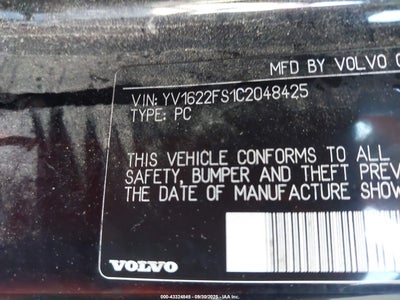 MFD BY VOLVO C
VIN: YV1622FS1C2048425
TYPE: PC
THIS VEHICLE CONFORMS TO ALL
SAFETY, BUMPER AND THEFT PREV
THE DATE OF MANUFACTURE SHOW
VOLVO
000-43324845 - 09/30/2025 - IAA Inc.